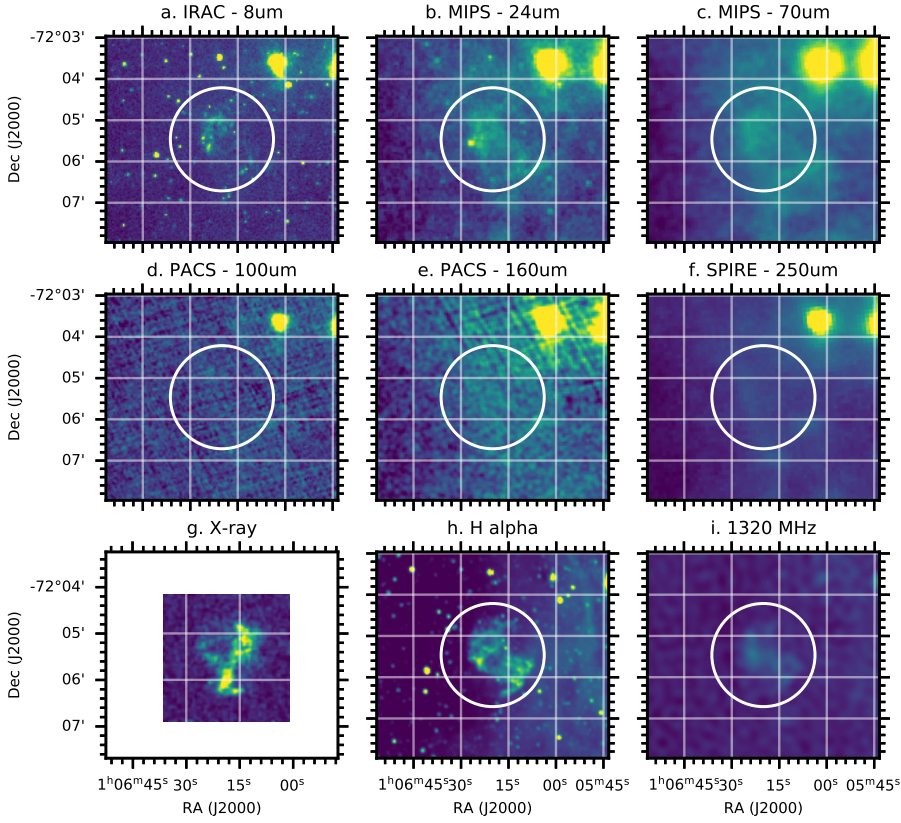 a. IRAC - 8um
b. MIPS - 24um
c. MIPS - 70um
-72°03'
04'
05'
06'
07'
Dec (J2000)
d. PACS - 100um
e. PACS - 160um
f. SPIRE - 250um
-72°03'
04'
05'
06'
07'
Dec (J2000)
g. X-ray
h. H alpha
i. 1320 MHz
-72°04'
05'
06'
07'
Dec (J2000)
1ʰ06ᵐ45ˢ 30ˢ 15ˢ 00ˢ
1ʰ06ᵐ45ˢ30ˢ 15ˢ 00ˢ 05ᵐ45ˢ
1ʰ06ᵐ45ˢ30ˢ 15ˢ 00ˢ 05ᵐ45ˢ
RA (J2000)
RA (J2000)
RA (J2000)